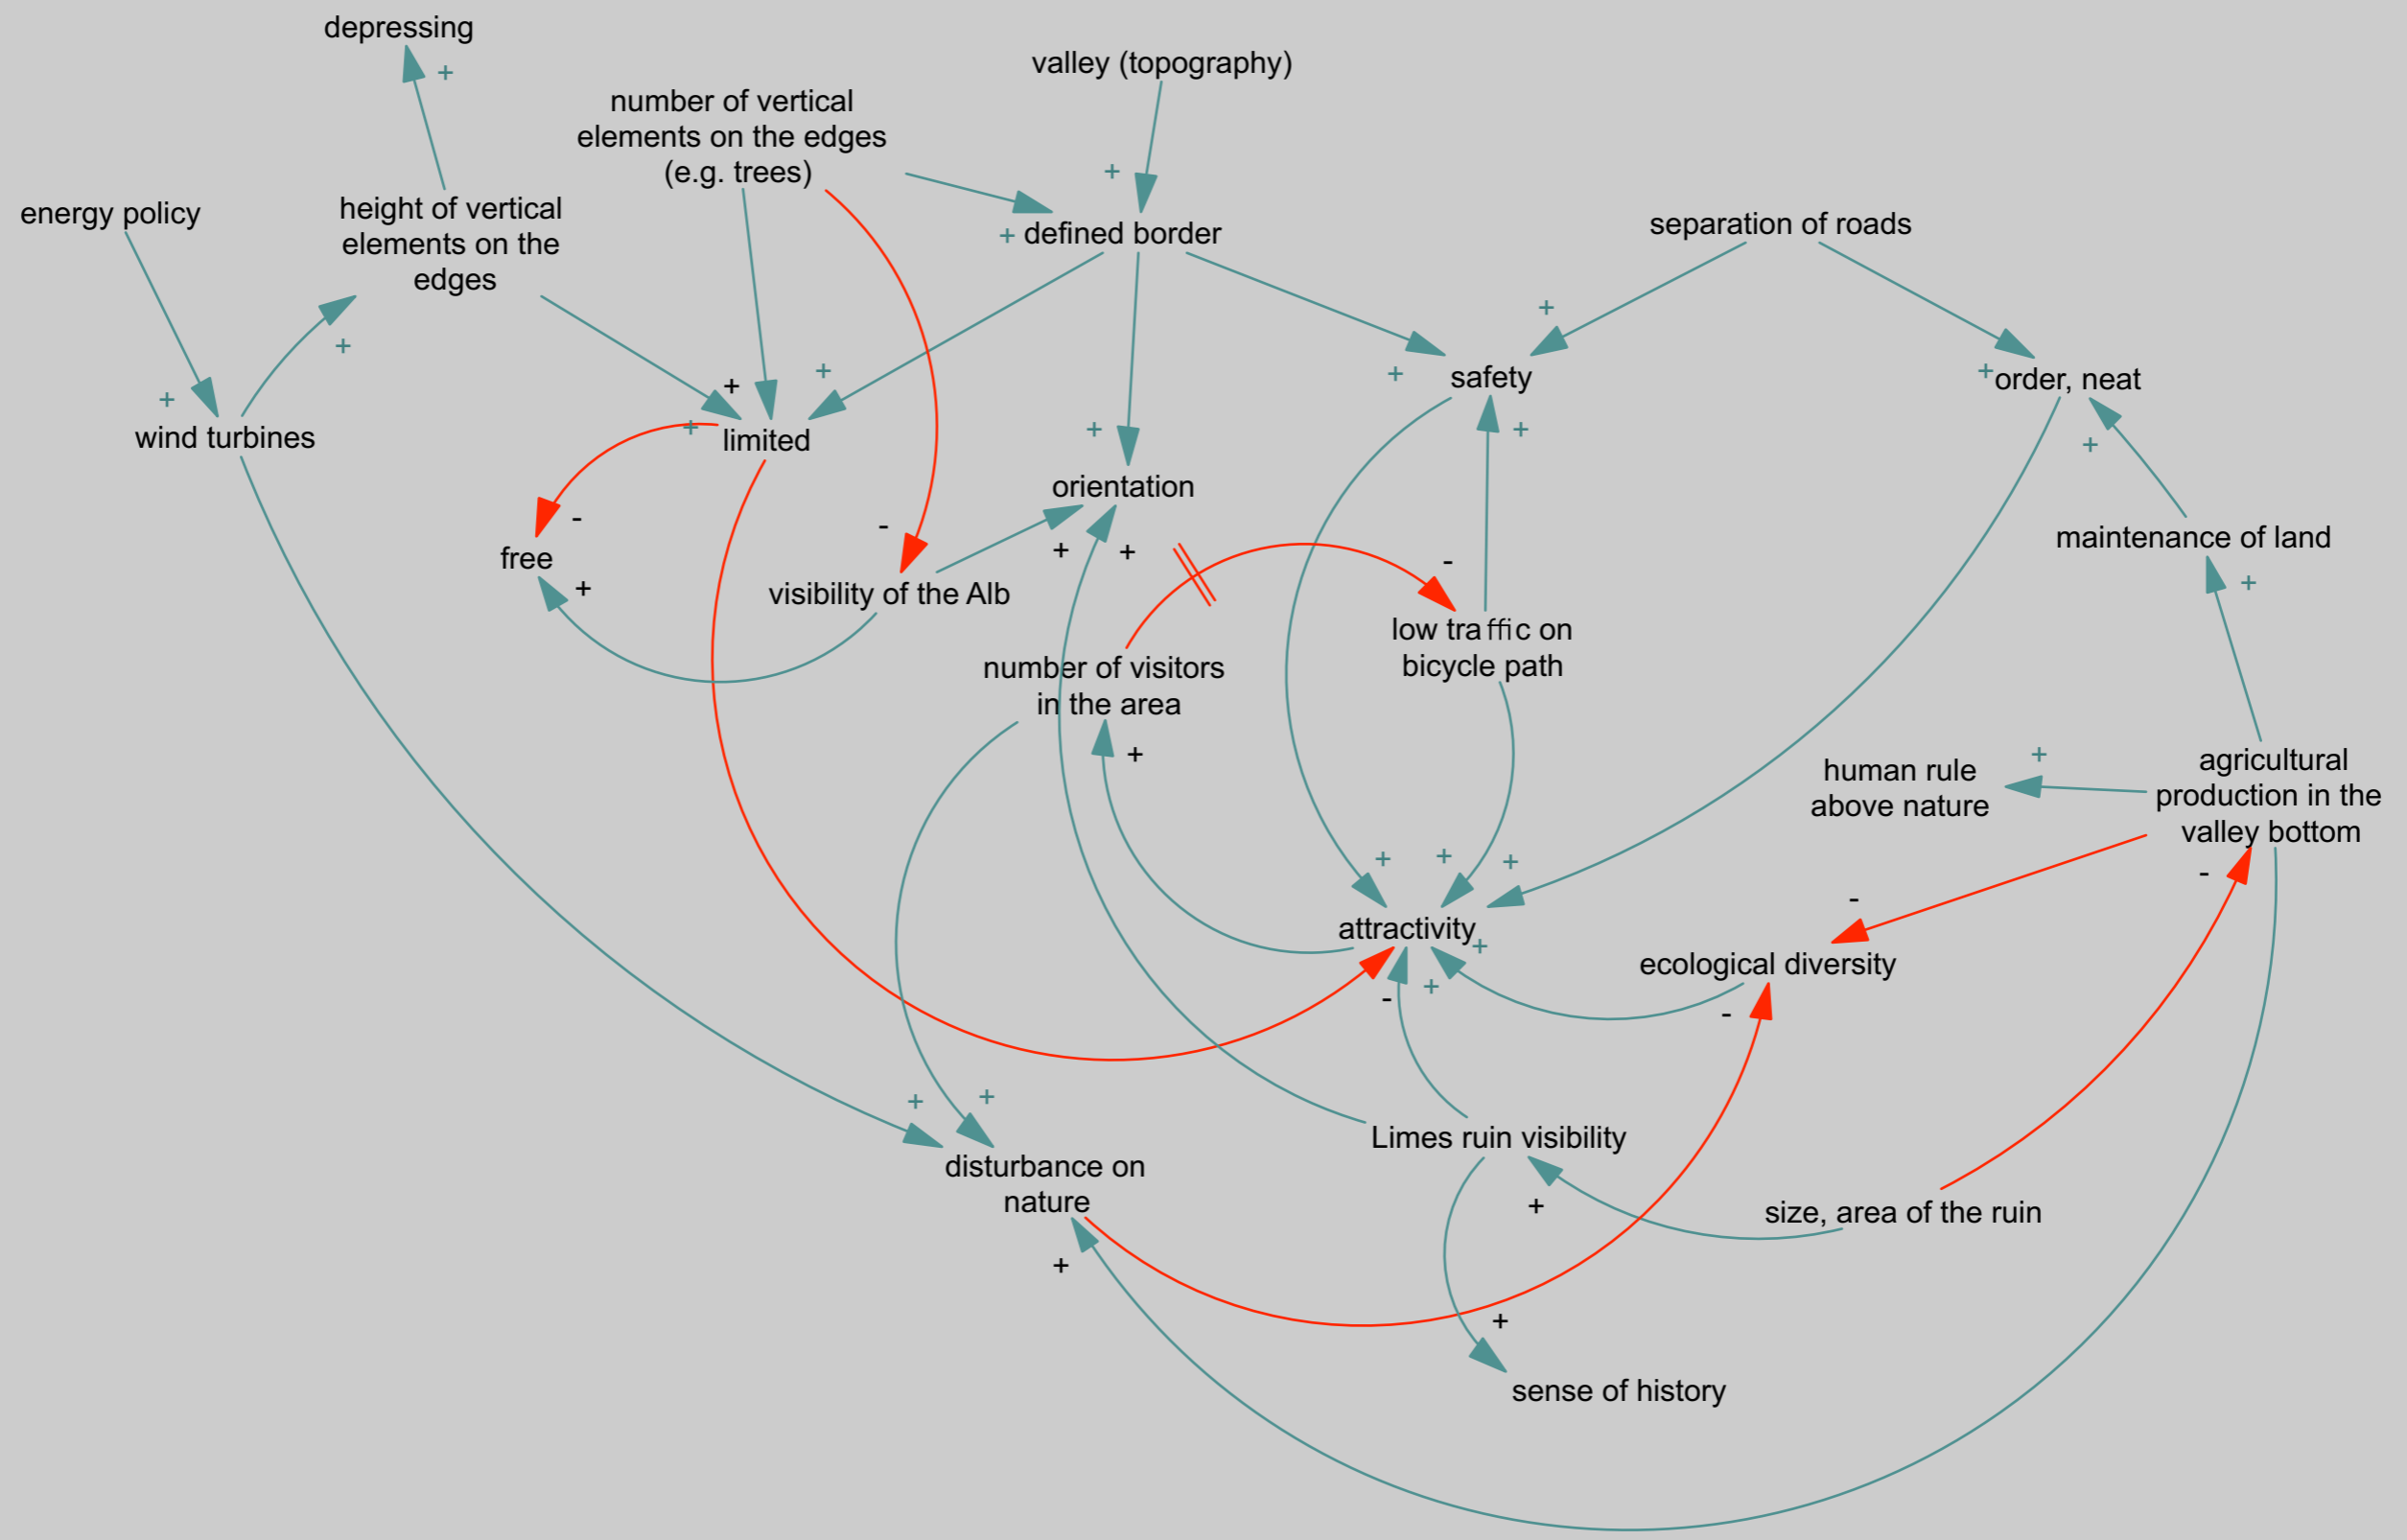 depressing
+
valley (topography)
number of vertical
elements on the edges
(e.g. trees)
+
energy policy
height of vertical
elements on the
edges
+ defined border
separation of roads
+
+
+
+
+
+
+ order, neat
safety
wind turbines
+
limited
+
+
+
orientation
-
-
free
+
+
+
-
maintenance of land
+
visibility of the Alb
low traffic on
bicycle path
number of visitors
in the area
+
+
human rule
above nature
agricultural
production in the
valley bottom
+
+
+
-
-
attractivity
+
ecological diversity
-
+
-
+
+
Limes ruin visibility
disturbance on
nature
+
size, area of the ruin
+
+
sense of history